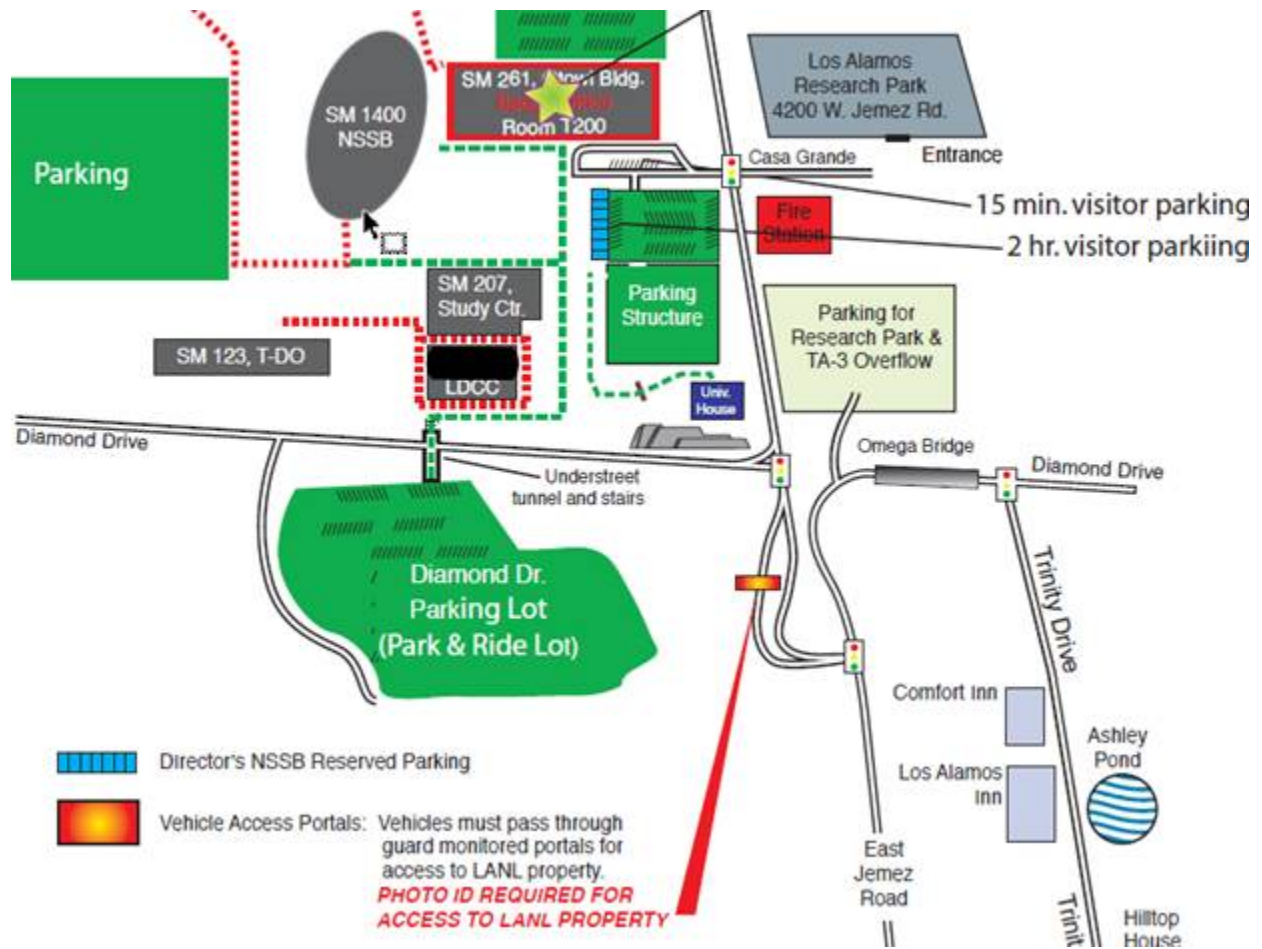 SM 261, Otowi Bldg.
Room T200
SM 1400
NSSB
Los Alamos
Research Park
4200 W. Jemez Rd.
Entrance
Casa Grande
Parking
15 min. visitor parking
2 hr. visitor parkiing
Fire
Station
SM 207,
Study Ctr.
Parking
Structure
Parking for
Research Park &
TA-3 Overflow
SM 123, T-DO
LDCC
Univ.
House
Diamond Drive
Omega Bridge
Diamond Drive
Understreet
tunnel and stairs
Diamond Dr.
Parking Lot
(Park & Ride Lot)
Trinity Drive
Comfort Inn
Ashley
Pond
Los Alamos
Inn
Director's NSSB Reserved Parking
Vehicle Access Portals: Vehicles must pass through
guard monitored portals for
access to LANL property.
PHOTO ID REQUIRED FOR
ACCESS TO LANL PROPERTY
East
Jemez
Road
Trinit
Hilltop
House